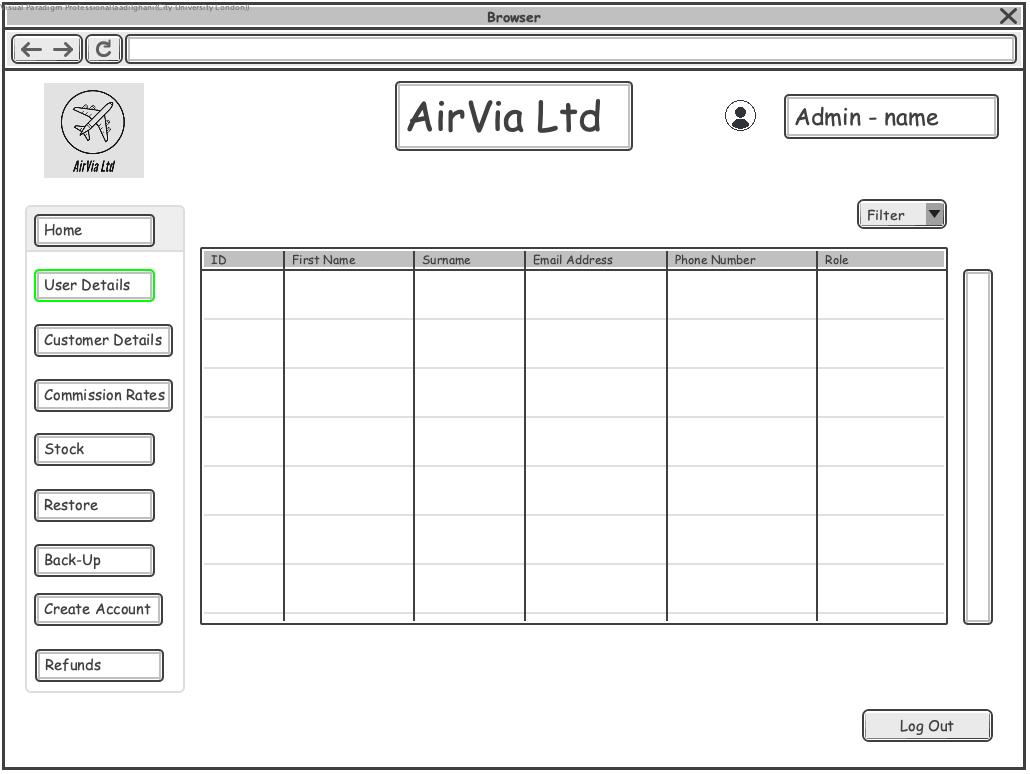 Visual Paradigm Professional(aadilghani(City University London))
Browser
AirVia Ltd
AirVia Ltd
Admin - name
Filter
Home
User Details
Customer Details
Commission Rates
Stock
Restore
Back-Up
Create Account
Refunds
ID First Name Surname Email Address Phone Number Role
Log Out